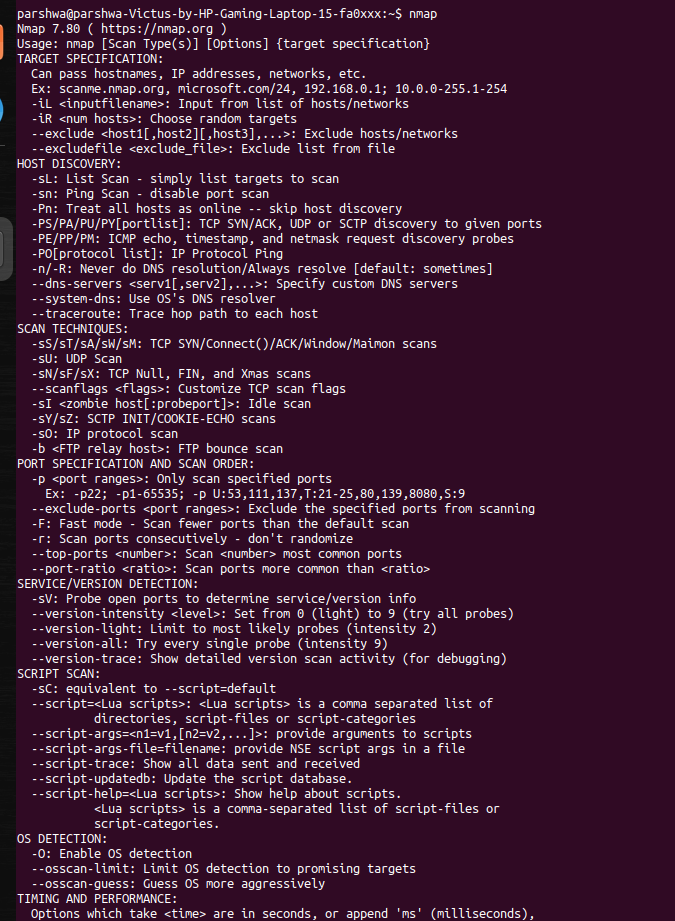 parshwa@parshwa-Victus-by-HP-Gaming-Laptop-15-fa0xxx:~$ nmap
Nmap 7.80 ( https://nmap.org )
Usage: nmap [Scan Type(s)] [Options] {target specification}
TARGET SPECIFICATION:
  Can pass hostnames, IP addresses, networks, etc.
  Ex: scanme.nmap.org, microsoft.com/24, 192.168.0.1; 10.0.0-255.1-254
  -iL <inputfilename>: Input from list of hosts/networks
  -iR <num hosts>: Choose random targets
  --exclude <host1[,host2][,host3],...>: Exclude hosts/networks
  --excludefile <exclude_file>: Exclude list from file
HOST DISCOVERY:
  -sL: List Scan - simply list targets to scan
  -sn: Ping Scan - disable port scan
  -Pn: Treat all hosts as online -- skip host discovery
  -PS/PA/PU/PY[portlist]: TCP SYN/ACK, UDP or SCTP discovery to given ports
  -PE/PP/PM: ICMP echo, timestamp, and netmask request discovery probes
  -PO[protocol list]: IP Protocol Ping
  -n/-R: Never do DNS resolution/Always resolve [default: sometimes]
  --dns-servers <serv1[,serv2],...>: Specify custom DNS servers
  --system-dns: Use OS's DNS resolver
  --traceroute: Trace hop path to each host
SCAN TECHNIQUES:
  -sS/sT/sA/sW/sM: TCP SYN/Connect()/ACK/Window/Maimon scans
  -sU: UDP Scan
  -sN/sF/sX: TCP Null, FIN, and Xmas scans
  --scanflags <flags>: Customize TCP scan flags
  -sI <zombie host[:probeport]>: Idle scan
  -sY/sZ: SCTP INIT/COOKIE-ECHO scans
  -sO: IP protocol scan
  -b <FTP relay host>: FTP bounce scan
PORT SPECIFICATION AND SCAN ORDER:
  -p <port ranges>: Only scan specified ports
    Ex: -p22; -p1-65535; -p U:53,111,137,T:21-25,80,139,8080,S:9
  --exclude-ports <port ranges>: Exclude the specified ports from scanning
  -F: Fast mode - Scan fewer ports than the default scan
  -r: Scan ports consecutively - don't randomize
  --top-ports <number>: Scan <number> most common ports
  --port-ratio <ratio>: Scan ports more common than <ratio>
SERVICE/VERSION DETECTION:
  -sV: Probe open ports to determine service/version info
  --version-intensity <level>: Set from 0 (light) to 9 (try all probes)
  --version-light: Limit to most likely probes (intensity 2)
  --version-all: Try every single probe (intensity 9)
  --version-trace: Show detailed version scan activity (for debugging)
SCRIPT SCAN:
  -sC: equivalent to --script=default
  --script=<Lua scripts>: <Lua scripts> is a comma separated list of
           directories, script-files or script-categories
  --script-args=<n1=v1,[n2=v2,...]>: provide arguments to scripts
  --script-args-file=filename: provide NSE script args in a file
  --script-trace: Show all data sent and received
  --script-updatedb: Update the script database.
  --script-help=<Lua scripts>: Show help about scripts.
           <Lua scripts> is a comma-separated list of script-files or
           script-categories.
OS DETECTION:
  -O: Enable OS detection
  --osscan-limit: Limit OS detection to promising targets
  --osscan-guess: Guess OS more aggressively
TIMING AND PERFORMANCE:
  Options which take <time> are in seconds, or append 'ms' (milliseconds),